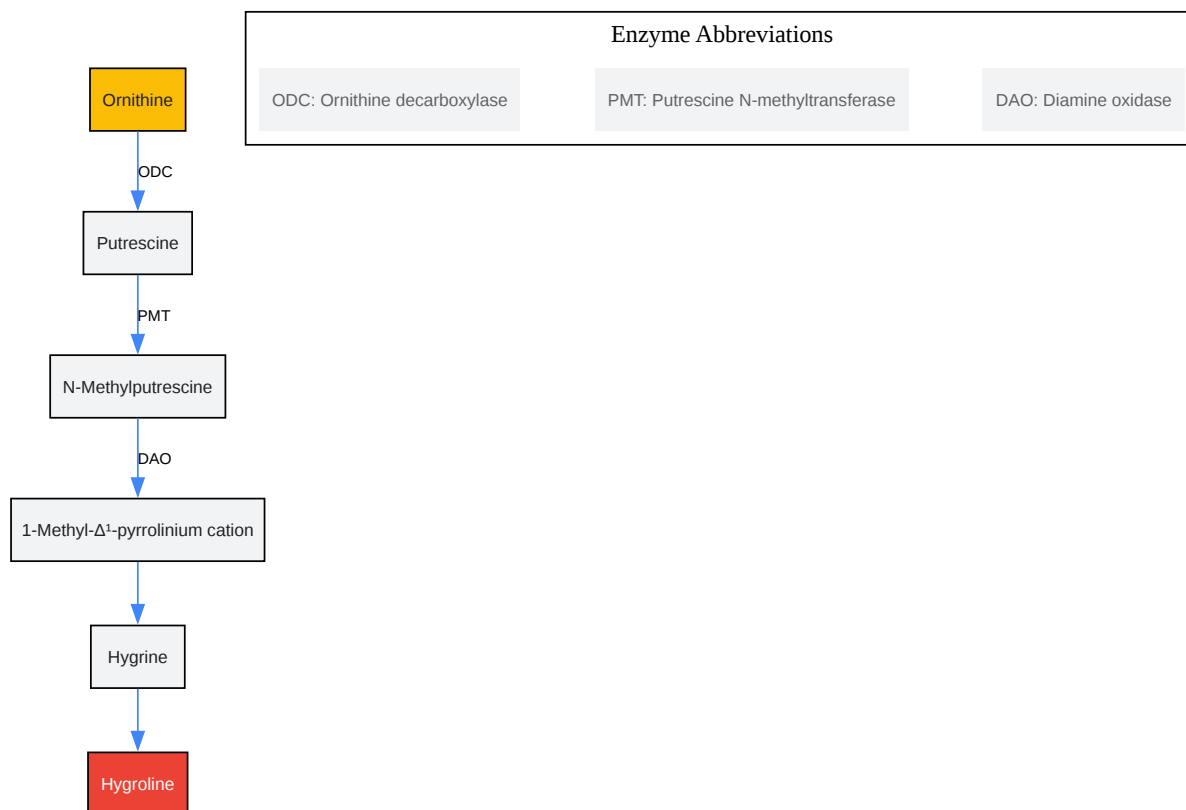 Enzyme Abbreviations
Ornithine
ODC: Ornithine decarboxylase
PMT: Putrescine N-methyltransferase
DAO: Diamine oxidase
ODC
Putrescine
PMT
N-Methylputrescine
DAO
1-Methyl-Δ¹-pyrrolinium cation
Hygrine
Hygroline